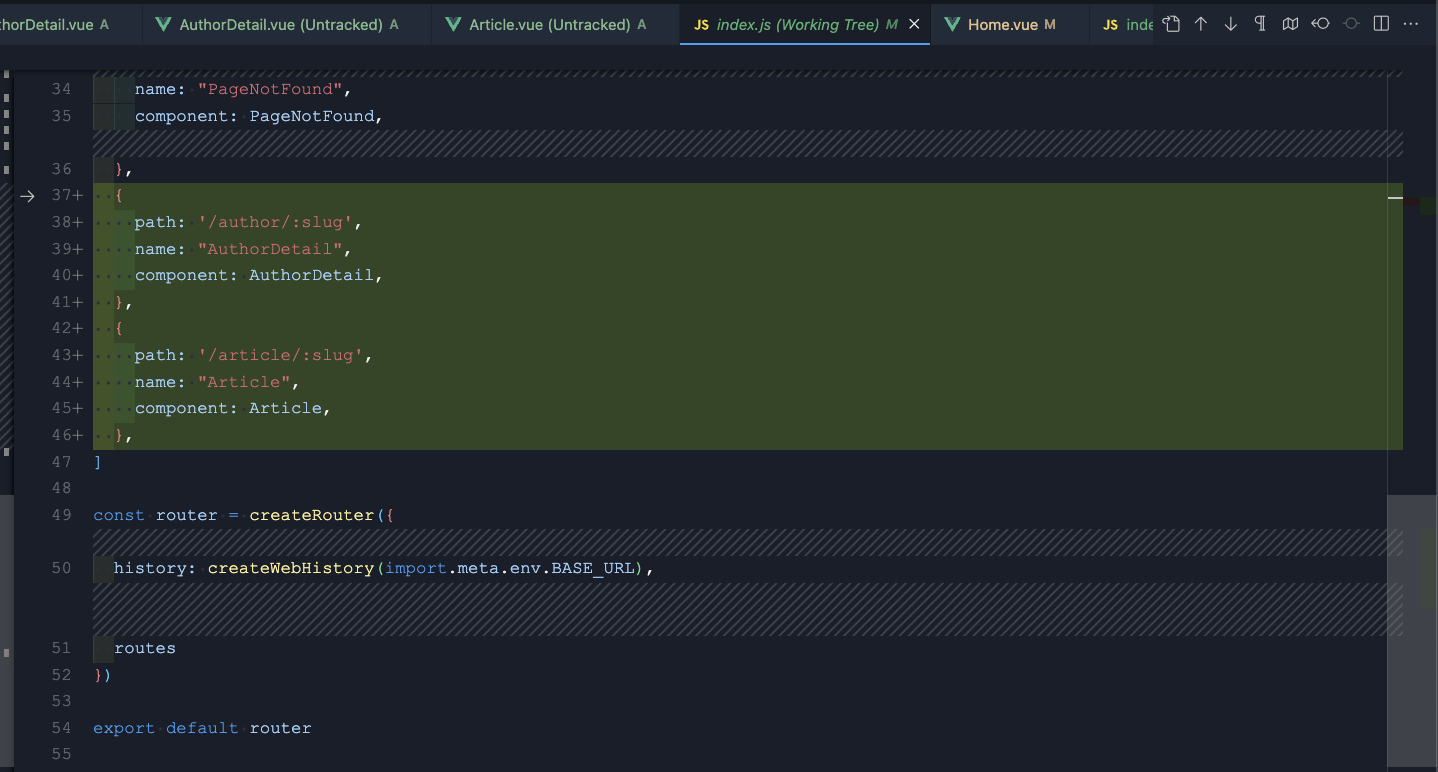 horDetail.vue A
AuthorDetail.vue (Untracked) A
Article.vue (Untracked) A
JS index.js (Working Tree) M
Home.vue M
JS inde
34 name: "PageNotFound",
35 component: PageNotFound,
36 },
37+ {
38+ path: '/author/:slug',
39+ name: "AuthorDetail",
40+ component: AuthorDetail,
41+ },
42+ {
43+ path: '/article/:slug',
44+ name: "Article",
45+ component: Article,
46+ },
47 ]
48
49 const router = createRouter({
50 history: createWebHistory(import.meta.env.BASE_URL),
51 routes
52 })
53
54 export default router
55